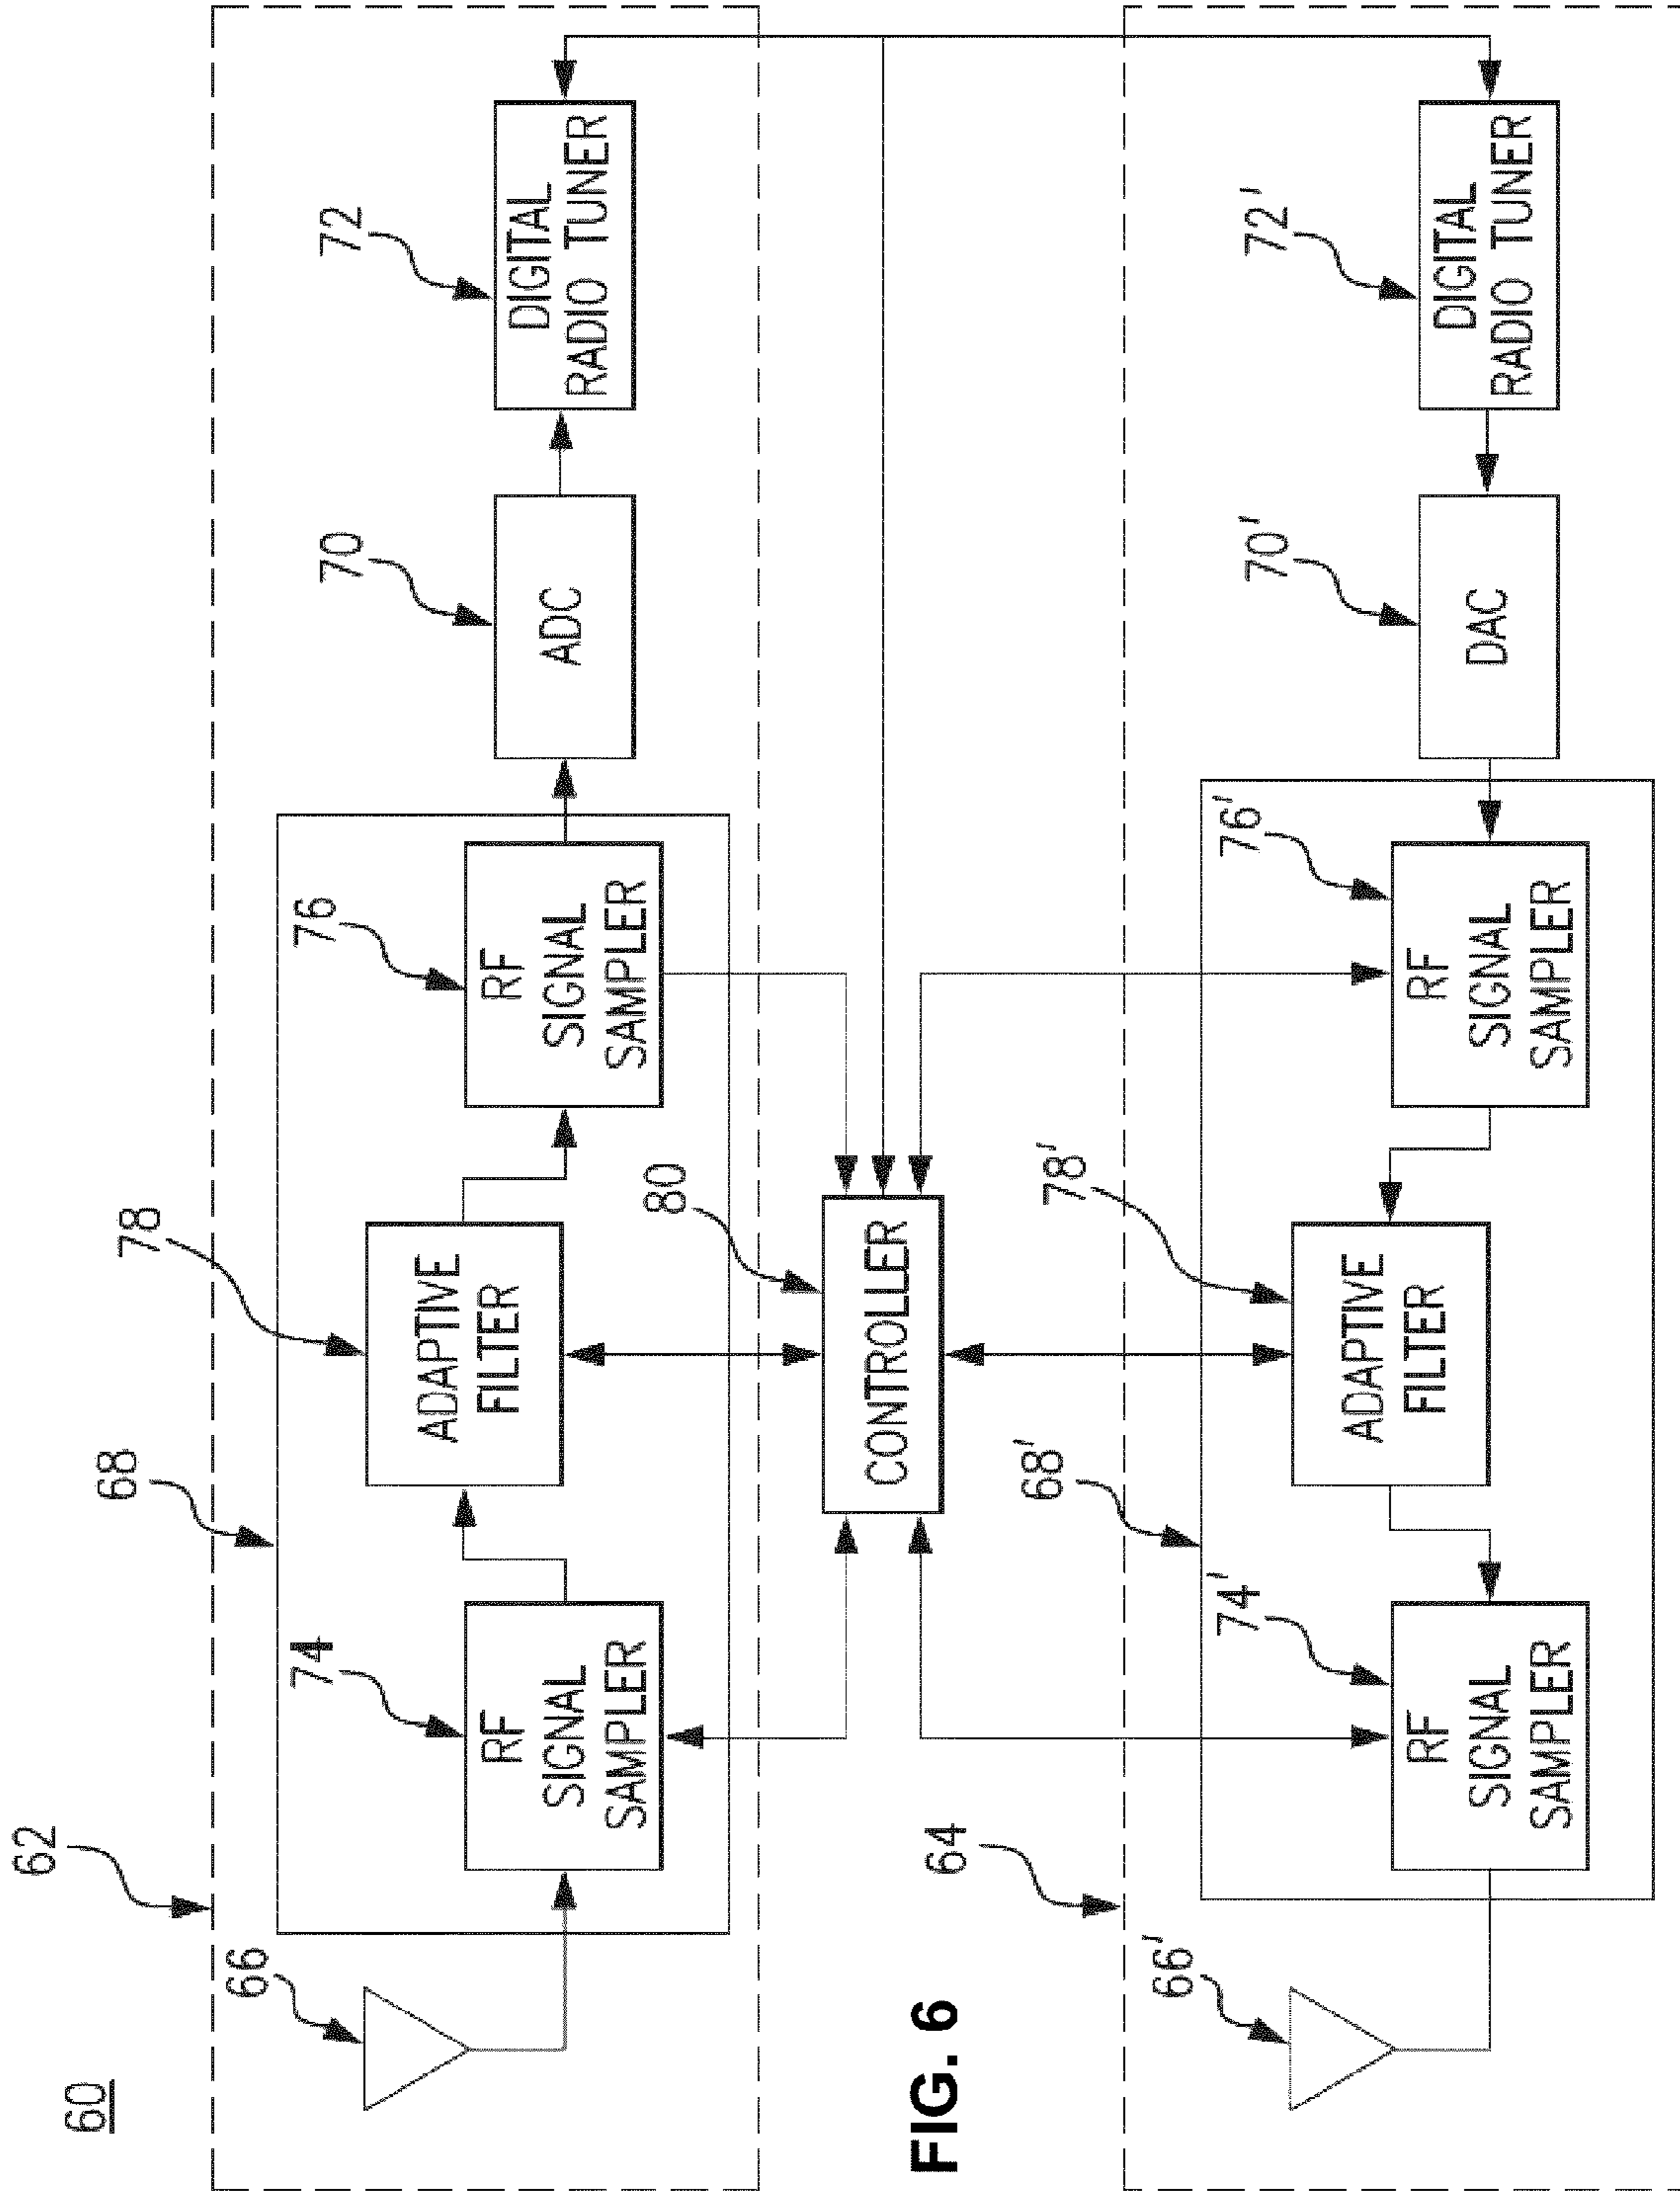 60
62
66
68
74
RF
SIGNAL
SAMPLER
78
ADAPTIVE
FILTER
76
RF
SIGNAL
SAMPLER
70
ADC
72
DIGITAL
RADIO TUNER
80
CONTROLLER
FIG. 6
64
66'
68'
74'
RF
SIGNAL
SAMPLER
78'
ADAPTIVE
FILTER
76'
RF
SIGNAL
SAMPLER
70'
DAC
72'
DIGITAL
RADIO TUNER